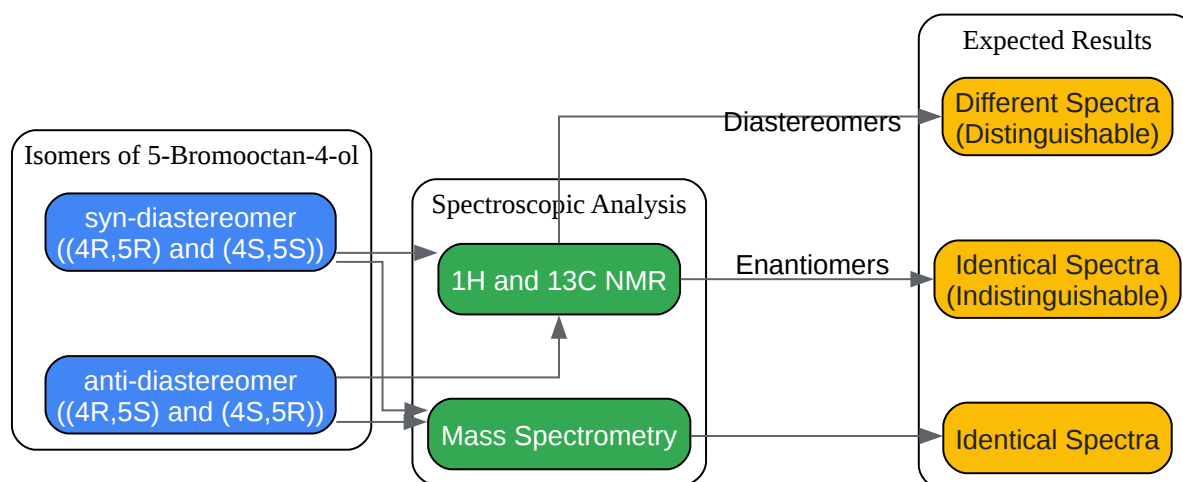 Isomers of 5-Bromooctan-4-ol
syn-diastereomer
((4R,5R) and (4S,5S))
anti-diastereomer
((4R,5S) and (4S,5R))
Spectroscopic Analysis
1H and 13C NMR
Mass Spectrometry
Diastereomers
Enantiomers
Expected Results
Different Spectra
(Distinguishable)
Identical Spectra
(Indistinguishable)
Identical Spectra